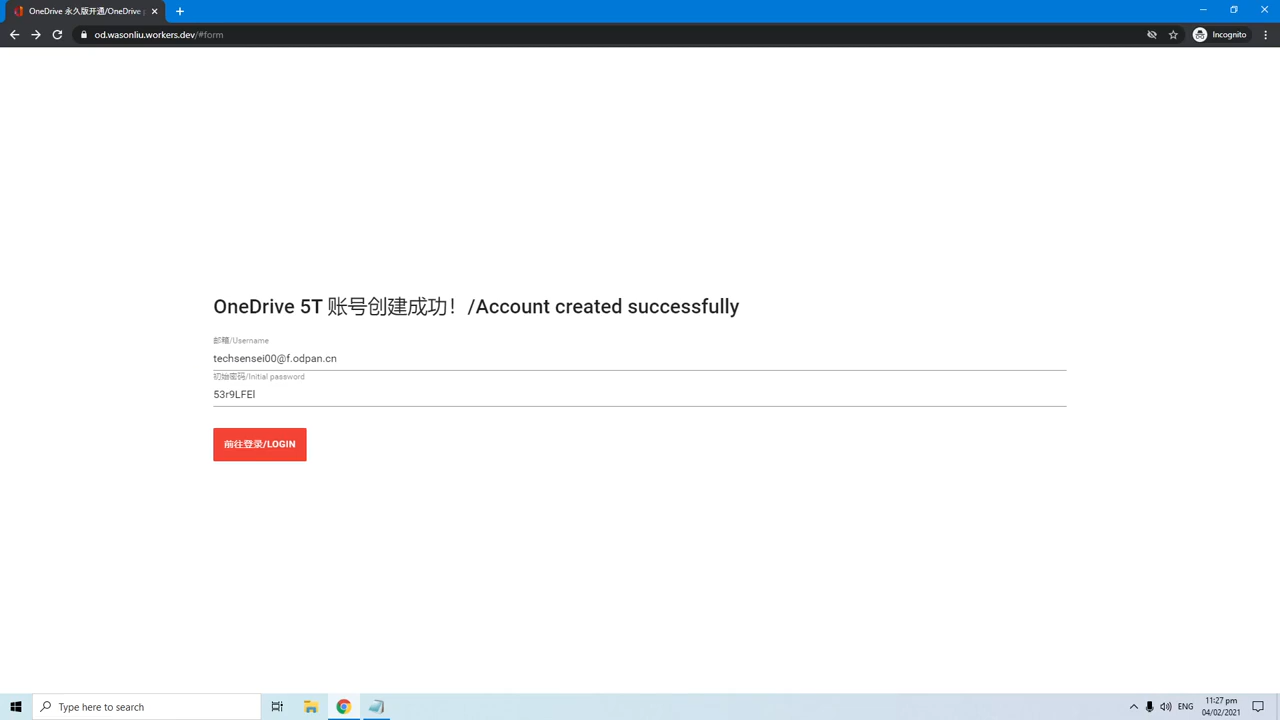 OneDrive 永久版开通/OneDrive
od.wasonliu.workers.dev/#form
Incognito
OneDrive 5T 账号创建成功！/Account created successfully
邮箱/Username
techsensei00@f.odpan.cn
初始密码/Initial password
53r9LFEl
前往登录/LOGIN
Type here to search
ENG
11:27 pm
04/02/2021